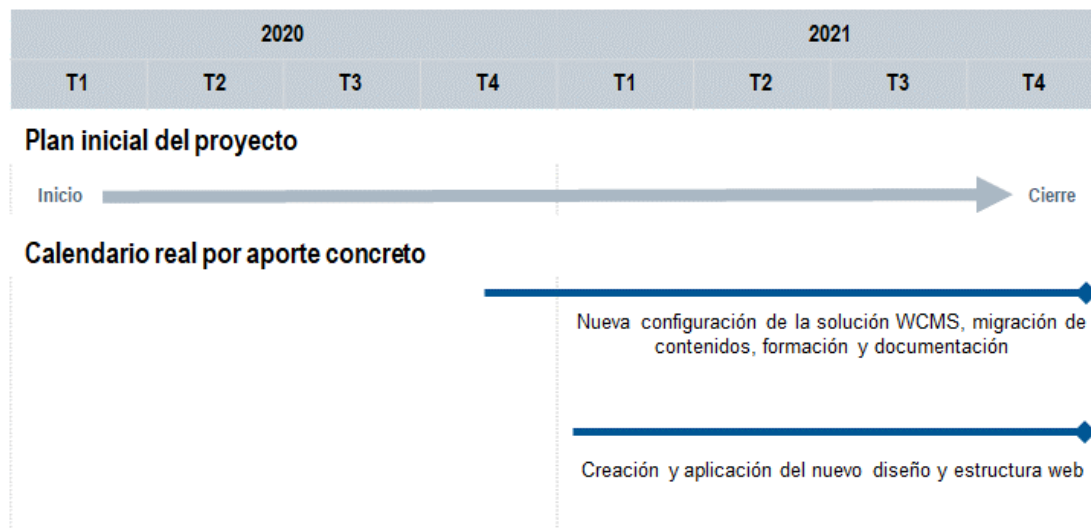 2020 2021
T1 T2 T3 T4 T1 T2 T3 T4
Plan inicial del proyecto
Inicio Cierre
Calendario real por aporte concreto
Nueva configuración de la solución WCMS, migración de
contenidos, formación y documentación
Creación y aplicación del nuevo diseño y estructura web